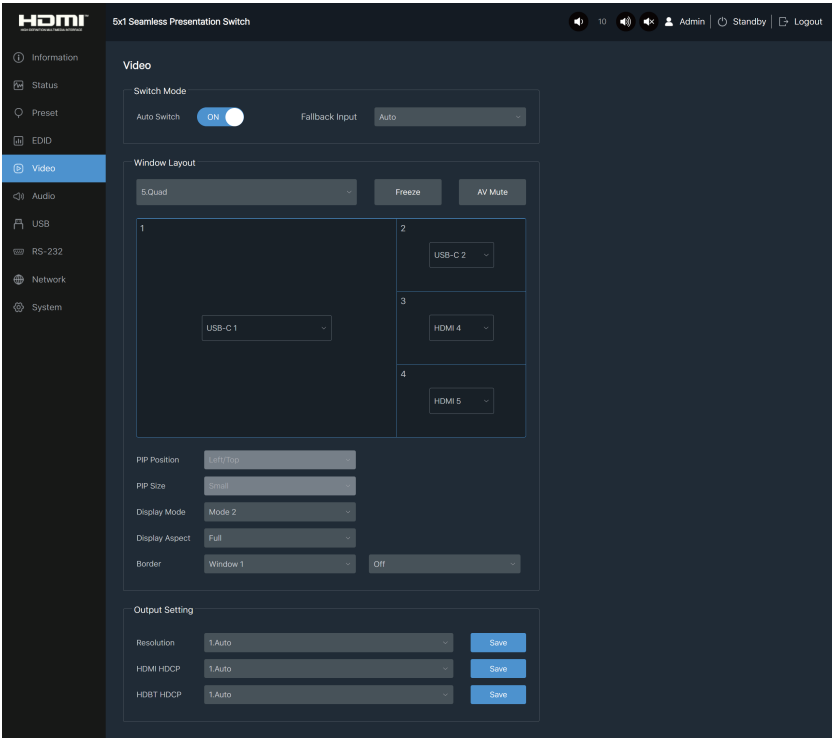 HDMI
HIGH-DEFINITION MULTIMEDIA INTERFACE
5x1 Seamless Presentation Switch
10
Admin
Standby
Logout
Information
Status
Preset
EDID
Video
Audio
USB
RS-232
Network
System
Video
Switch Mode
Auto Switch ON Fallback Input Auto
Window Layout
5.Quad Freeze AV Mute
1
USB-C 1
2
USB-C 2
3
HDMI 4
4
HDMI 5
PIP Position Left/Top
PIP Size Small
Display Mode Mode 2
Display Aspect Full
Border Window 1 Off
Output Setting
Resolution 1.Auto Save
HDMI HDCP 1.Auto Save
HDBT HDCP 1.Auto Save